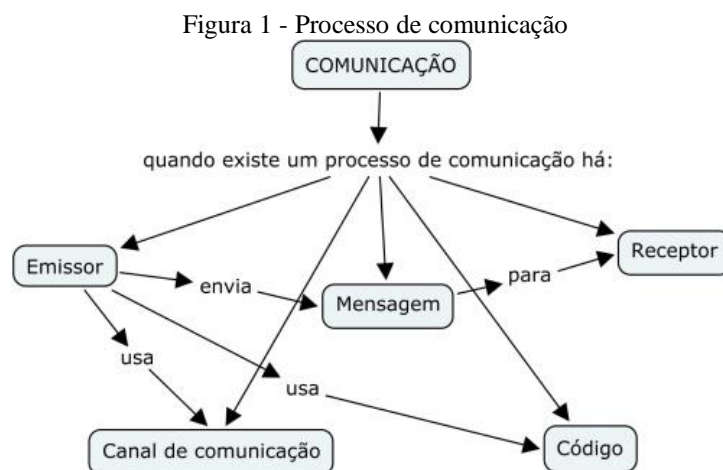 Figura 1 - Processo de comunicação
COMUNICAÇÃO
quando existe um processo de comunicação há:
Emissor
envia
Mensagem
para
Receptor
usa
usa
Canal de comunicação
Código